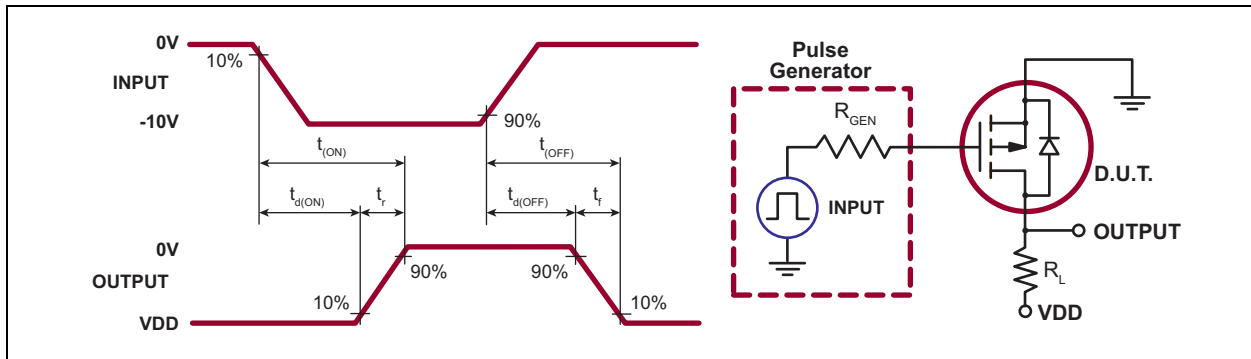 0V
10%
INPUT
-10V
90%
t(ON)
t(OFF)
td(ON)
tr
td(OFF)
tf
0V
OUTPUT
90%
90%
10%
10%
VDD
Pulse
Generator
RGEN
INPUT
D.U.T.
OUTPUT
RL
VDD